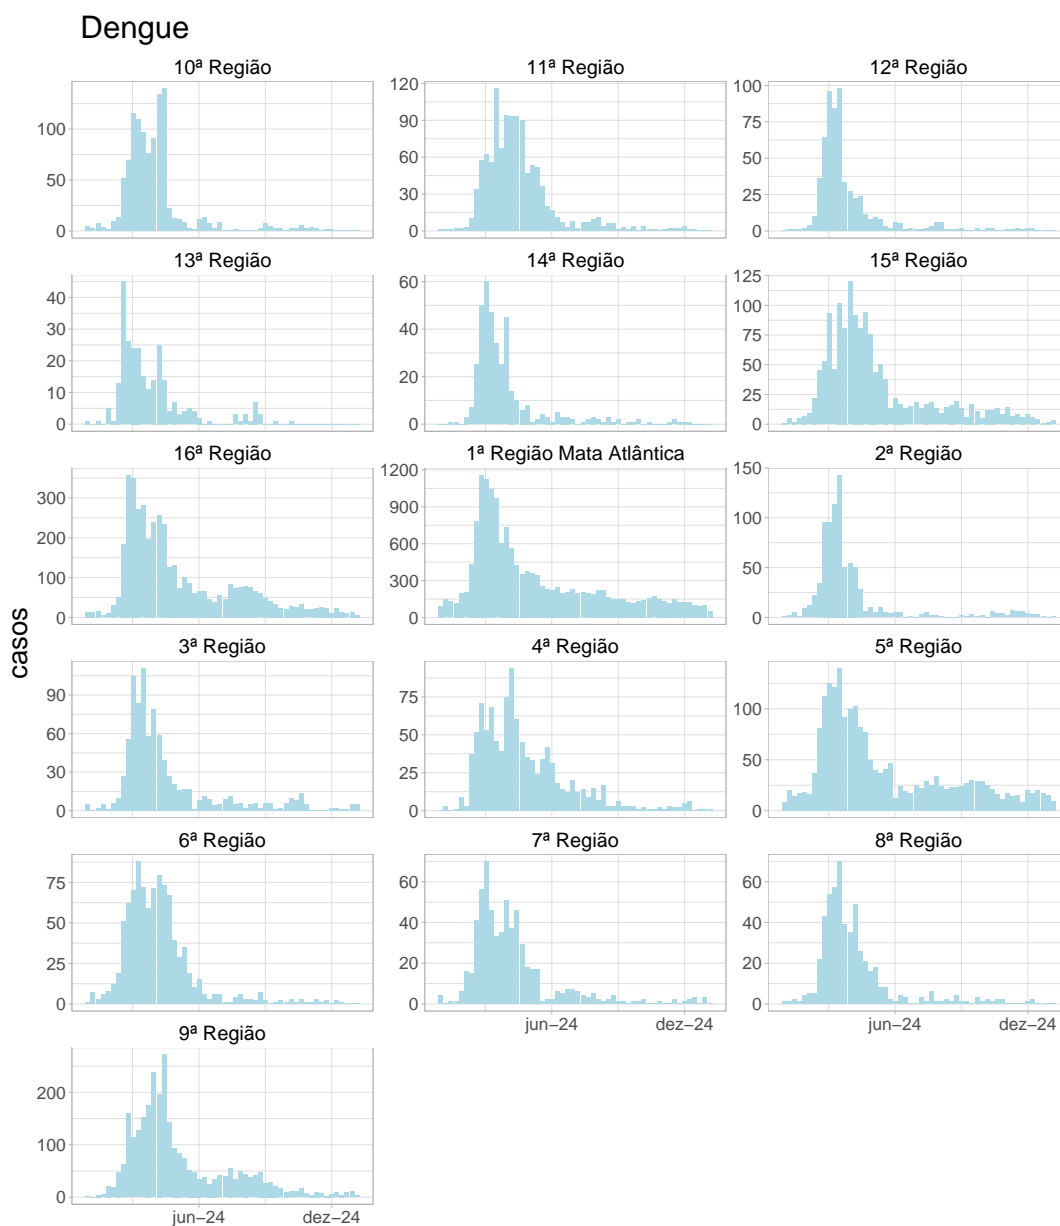 Dengue
10ª Região
11ª Região
12ª Região
0
50
100
0
30
60
90
120
0
25
50
75
100
13ª Região
14ª Região
15ª Região
0
10
20
30
40
0
20
40
60
0
25
50
75
100
125
16ª Região
1ª Região Mata Atlântica
2ª Região
0
100
200
300
0
300
600
900
1200
0
50
100
150
casos
3ª Região
4ª Região
5ª Região
0
30
60
90
0
25
50
75
0
50
100
6ª Região
7ª Região
8ª Região
0
25
50
75
0
20
40
60
0
20
40
60
jun−24
dez−24
jun−24
dez−24
9ª Região
0
100
200
jun−24
dez−24